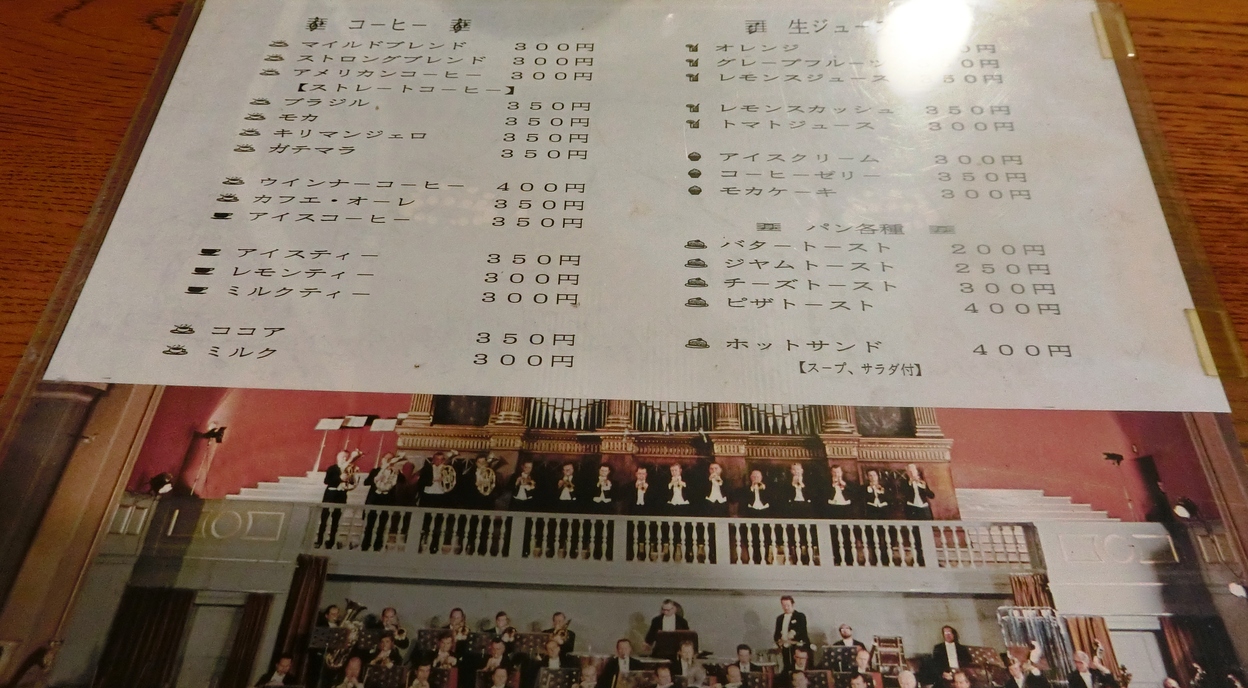 コーヒー
マイルドブレンド 300円
ストロングブレンド 300円
アメリカンコーヒー 300円
【ストレートコーヒー】
ブラジル 350円
モカ 350円
キリマンジェロ 350円
ガテマラ 350円
ウインナーコーヒー 400円
カフエ・オーレ 350円
アイスコーヒー 350円
アイスティー 350円
レモンティー 300円
ミルクティー 300円
ココア 350円
ミルク 300円
生ジュース
オレンジ 0円
グレープフルーツ 0円
レモンスジュース 50円
レモンスカッシュ 350円
トマトジュース 300円
アイスクリーム 300円
コーヒーゼリー 350円
モカケーキ 300円
パン各種
バタートースト 200円
ジヤムトースト 250円
チーズトースト 300円
ピザトースト 400円
ホットサンド 400円
【スープ、サラダ付】